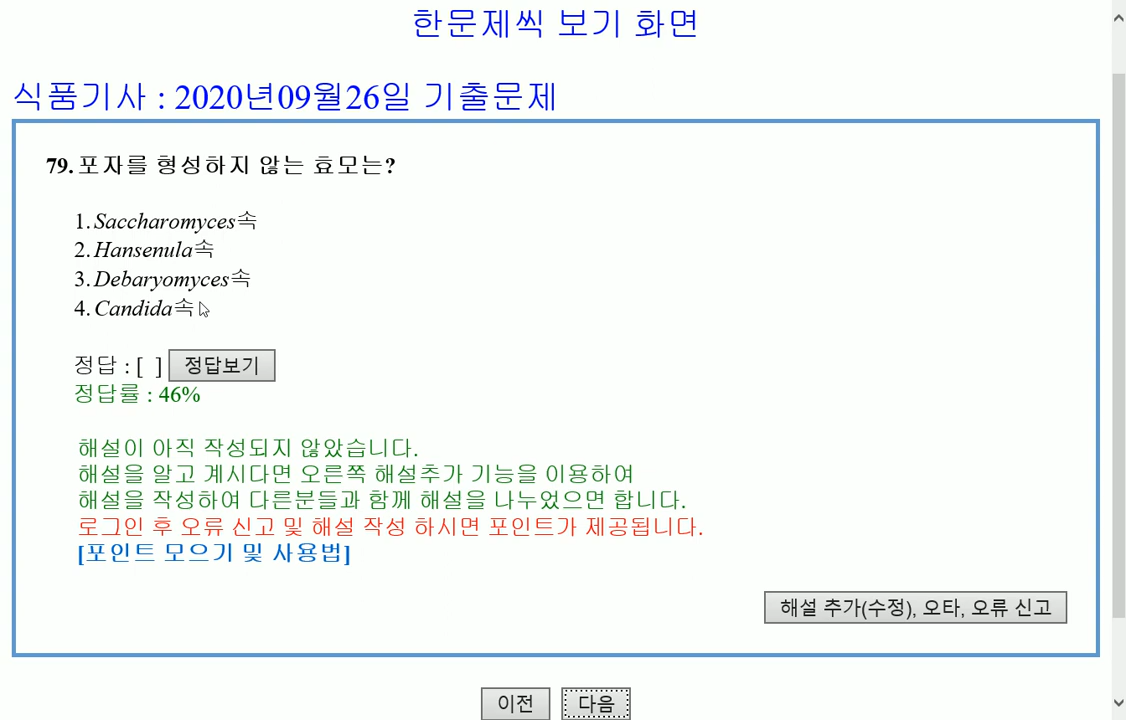 한문제씩 보기 화면
식품기사 : 2020년09월26일 기출문제
79. 포자를 형성하지 않는 효모는?
1. Saccharomyces속
2. Hansenula속
3. Debaryomyces속
4. Candida속
정답 : [ ] 정답보기
정답률 : 46%
해설이 아직 작성되지 않았습니다.
해설을 알고 계시다면 오른쪽 해설추가 기능을 이용하여
해설을 작성하여 다른분들과 함께 해설을 나누었으면 합니다.
로그인 후 오류 신고 및 해설 작성 하시면 포인트가 제공됩니다.
[포인트 모으기 및 사용법]
해설 추가(수정), 오타, 오류 신고
이전 다음